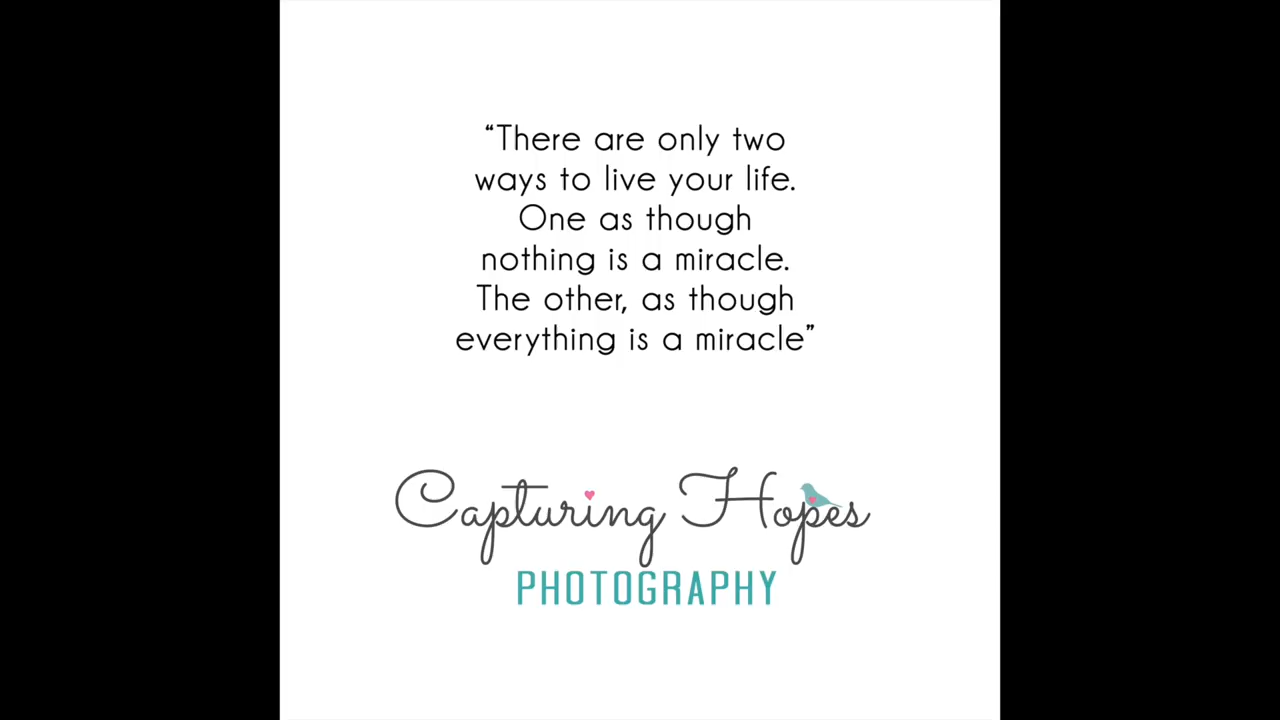 “There are only two
ways to live your life.
One as though
nothing is a miracle.
The other, as though
everything is a miracle”
Capturing Hopes
PHOTOGRAPHY